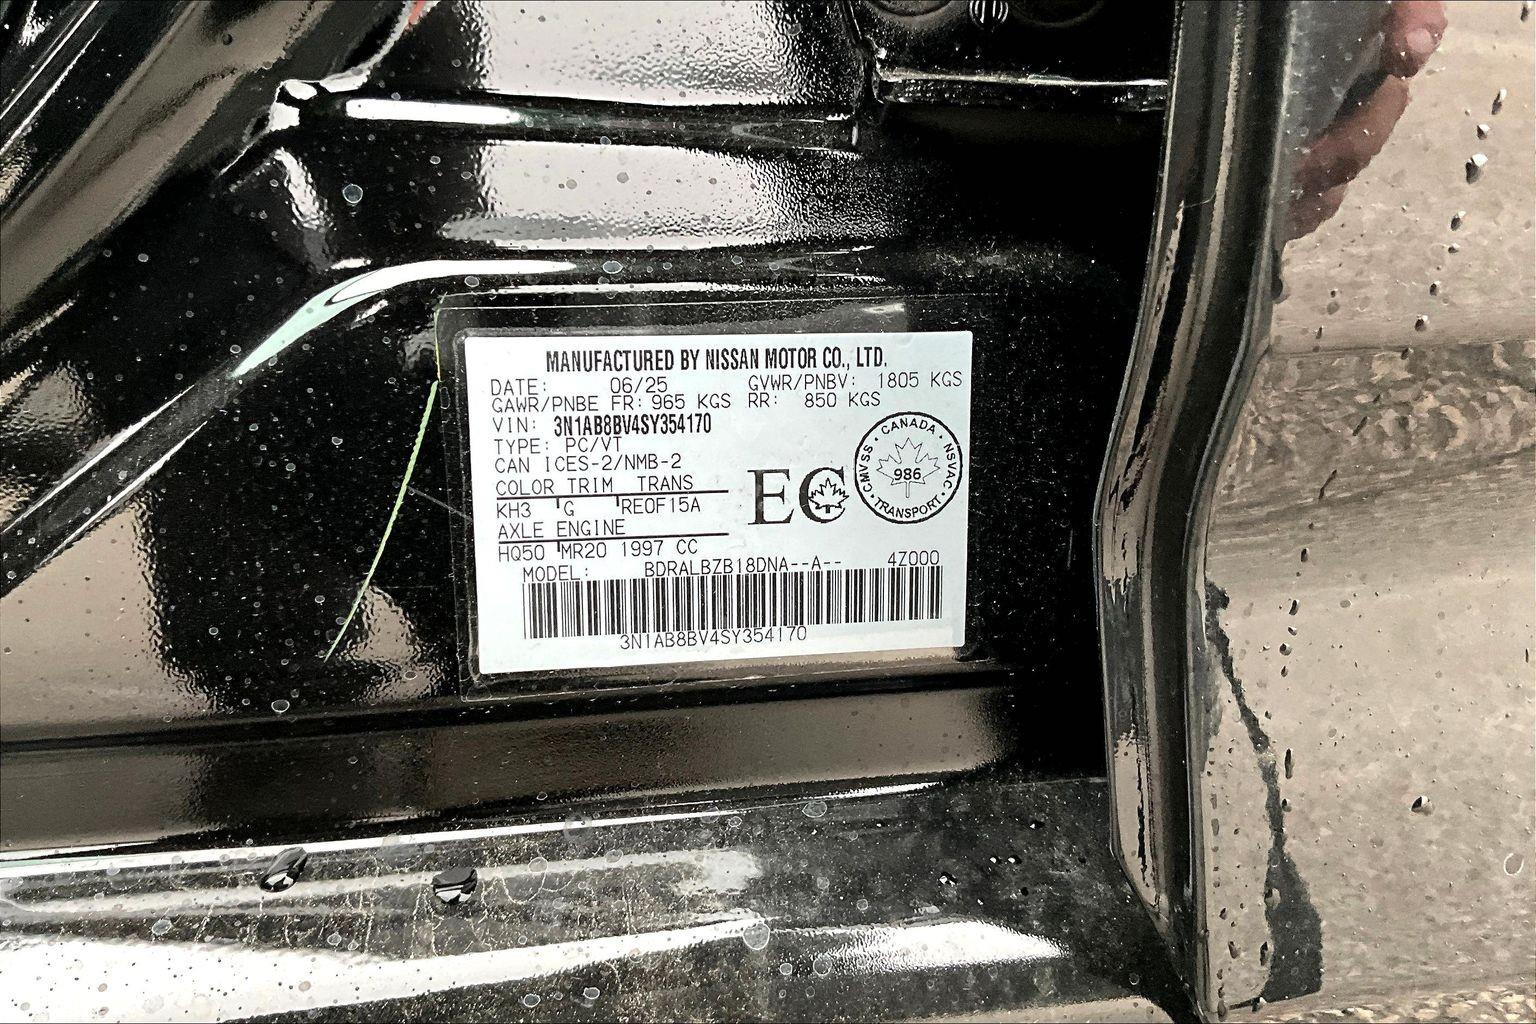 MANUFACTURED BY NISSAN MOTOR CO., LTD.
DATE: 06/25 GVWR/PNBV: 1805 KGS
GAWR/PNBE FR: 965 KGS RR: 850 KGS
VIN: 3N1AB8BV4SY354170
TYPE: PC/VT
CAN ICES-2/NMB-2
COLOR TRIM TRANS
KH3 G RE0F15A
AXLE ENGINE
HQ50 MR20 1997 CC
EC
CANADA
CMVSS 986 NSVAC
TRANSPORT
MODEL: BDRALBZB18DNA--A-- 4Z000
3N1AB8BV4SY354170